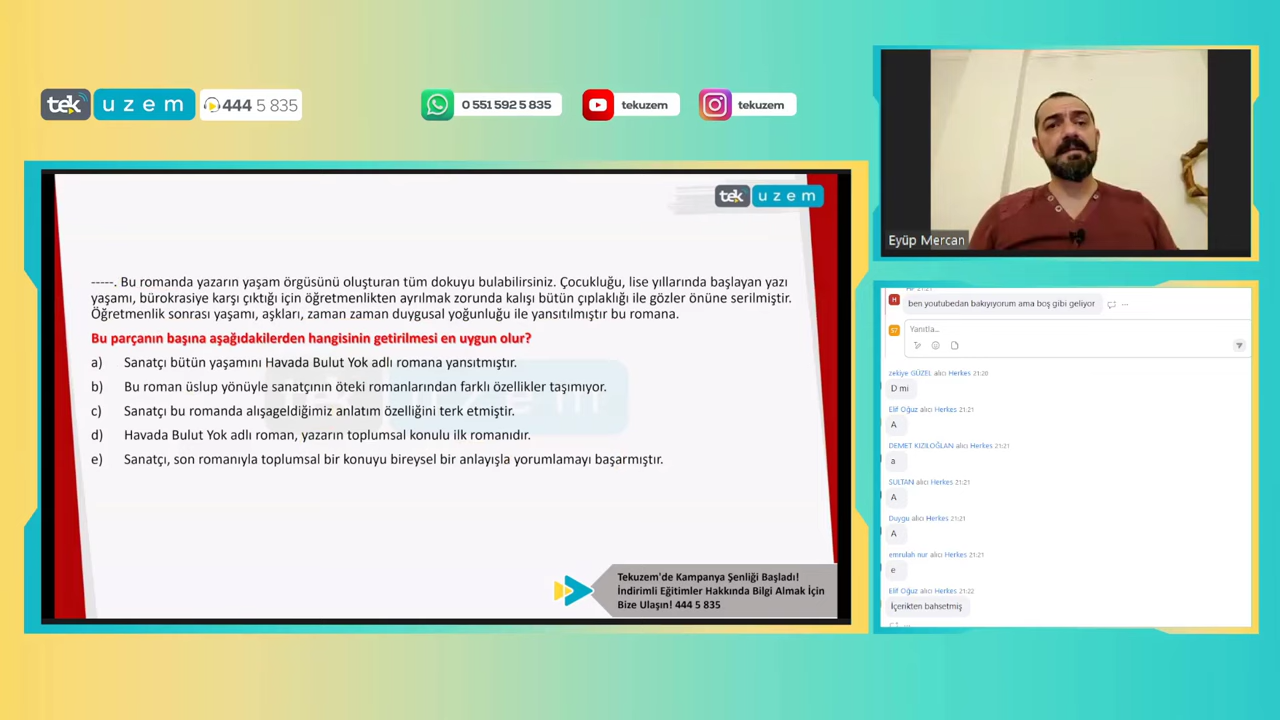 tek uzem 444 5 835
0 551 592 5 835
tekuzem
tekuzem
tek uzem
-----. Bu romanda yazarın yaşam örgüsünü oluşturan tüm dokuyu bulabilirsiniz. Çocukluğu, lise yıllarında başlayan yazı
yaşamı, bürokrasiye karşı çıktığı için öğretmenlikten ayrılmak zorunda kalışı bütün çıplaklığı ile gözler önüne serilmiştir.
Öğretmenlik sonrası yaşamı, aşkları, zaman zaman duygusal yoğunluğu ile yansıtılmıştır bu romana.
Bu parçanın başına aşağıdakilerden hangisinin getirilmesi en uygun olur?
a) Sanatçı bütün yaşamını Havada Bulut Yok adlı romana yansıtmıştır.
b) Bu roman üslup yönüyle sanatçının öteki romanlarından farklı özellikler taşımıyor.
c) Sanatçı bu romanda alışageldiğimiz anlatım özelliğini terk etmiştir.
d) Havada Bulut Yok adlı roman, yazarın toplumsal konulu ilk romanıdır.
e) Sanatçı, son romanıyla toplumsal bir konuyu bireysel bir anlayışla yorumlamayı başarmıştır.
Tekuzem'de Kampanya Şenliği Başladı!
İndirimli Eğitimler Hakkında Bilgi Almak İçin
Bize Ulaşın! 444 5 835
Eyüp Mercan
H ben youtubedan bakıyıyorum ama boş gibi geliyor
Yanıtla...
zekiye GÜZEL alıcı Herkes 21:20
D mi
Elif Oğuz alıcı Herkes 21:21
A
DEMET KIZILOĞLAN alıcı Herkes 21:21
a
SULTAN alıcı Herkes 21:21
A
Duygu alıcı Herkes 21:21
A
emrulah nur alıcı Herkes 21:21
e
Elif Oğuz alıcı Herkes 21:22
İçerikten bahsetmiş